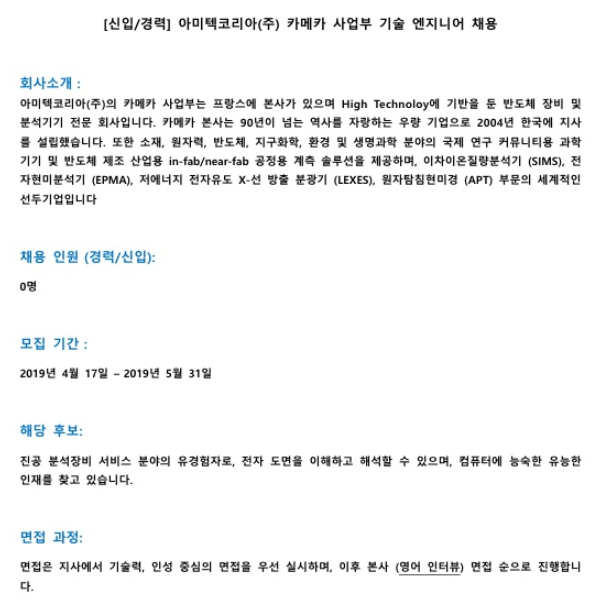 [신입/경력] 아미텍코리아(주) 카메카 사업부 기술 엔지니어 채용
회사소개 :
아미텍코리아(주)의 카메카 사업부는 프랑스에 본사가 있으며 High Technoloy에 기반을 둔 반도체 장비 및
분석기기 전문 회사입니다. 카메카 본사는 90년이 넘는 역사를 자랑하는 우량 기업으로 2004년 한국에 지사
를 설립했습니다. 또한 소재, 원자력, 반도체, 지구화학, 환경 및 생명과학 분야의 국제 연구 커뮤니티용 과학
기기 및 반도체 제조 산업용 in-fab/near-fab 공정용 계측 솔루션을 제공하며, 이차이온질량분석기 (SIMS), 전
자현미분석기 (EPMA), 저에너지 전자유도 X-선 방출 분광기 (LEXES), 원자탐침현미경 (APT) 부문의 세계적인
선두기업입니다
채용 인원 (경력/신입):
0명
모집 기간 :
2019년 4월 17일 – 2019년 5월 31일
해당 후보:
진공 분석장비 서비스 분야의 유경험자로, 전자 도면을 이해하고 해석할 수 있으며, 컴퓨터에 능숙한 유능한
인재를 찾고 있습니다.
면접 과정:
면접은 지사에서 기술력, 인성 중심의 면접을 우선 실시하며, 이후 본사 (영어 인터뷰) 면접 순으로 진행합니
다.